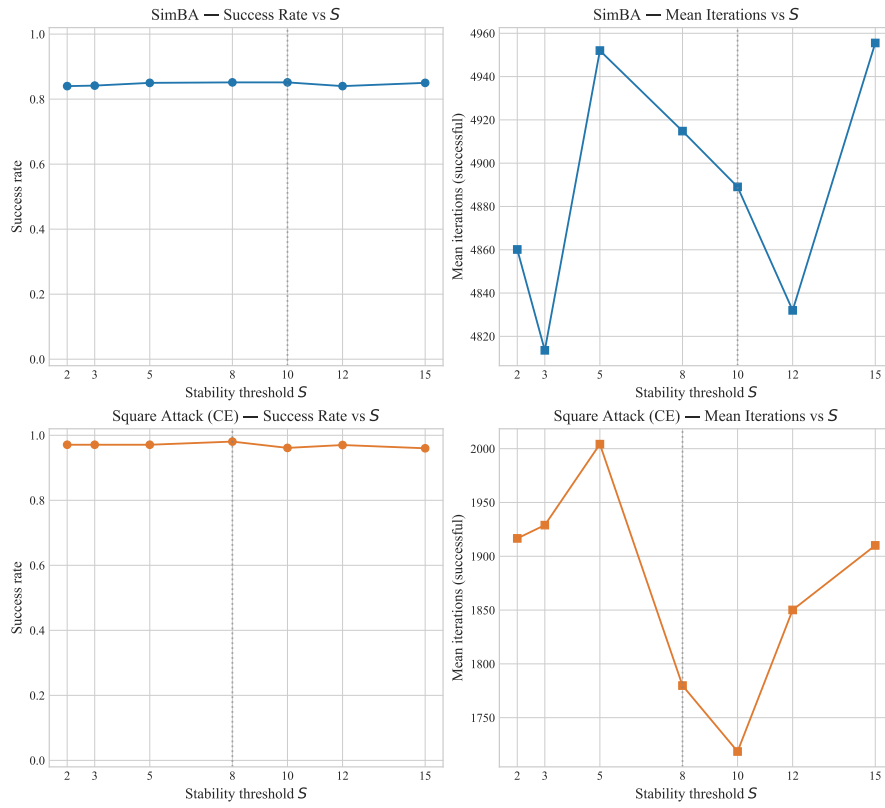 SimBA — Success Rate vs S
1.0
0.8
0.6
0.4
0.2
0.0
Success rate
2 3 5 8 10 12 15
Stability threshold S
SimBA — Mean Iterations vs S
4960
4940
4920
4900
4880
4860
4840
4820
Mean iterations (successful)
2 3 5 8 10 12 15
Stability threshold S
Square Attack (CE) — Success Rate vs S
1.0
0.8
0.6
0.4
0.2
0.0
Success rate
2 3 5 8 10 12 15
Stability threshold S
Square Attack (CE) — Mean Iterations vs S
2000
1950
1900
1850
1800
1750
Mean iterations (successful)
2 3 5 8 10 12 15
Stability threshold S